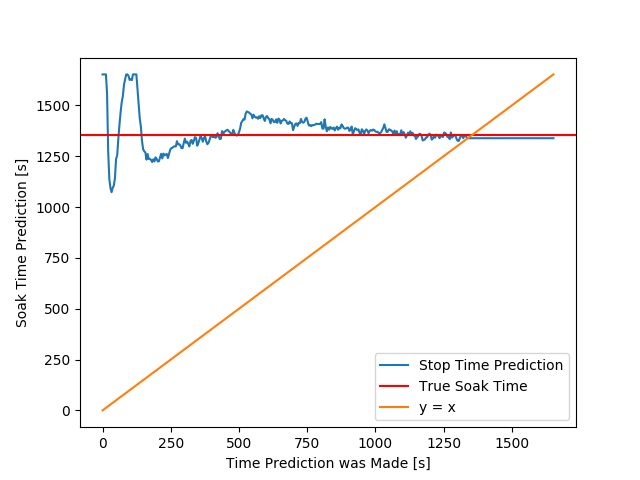 1500
1250
1000
750
500
250
0
Soak Time Prediction [s]
Stop Time Prediction
True Soak Time
y = x
0 250 500 750 1000 1250 1500
Time Prediction was Made [s]